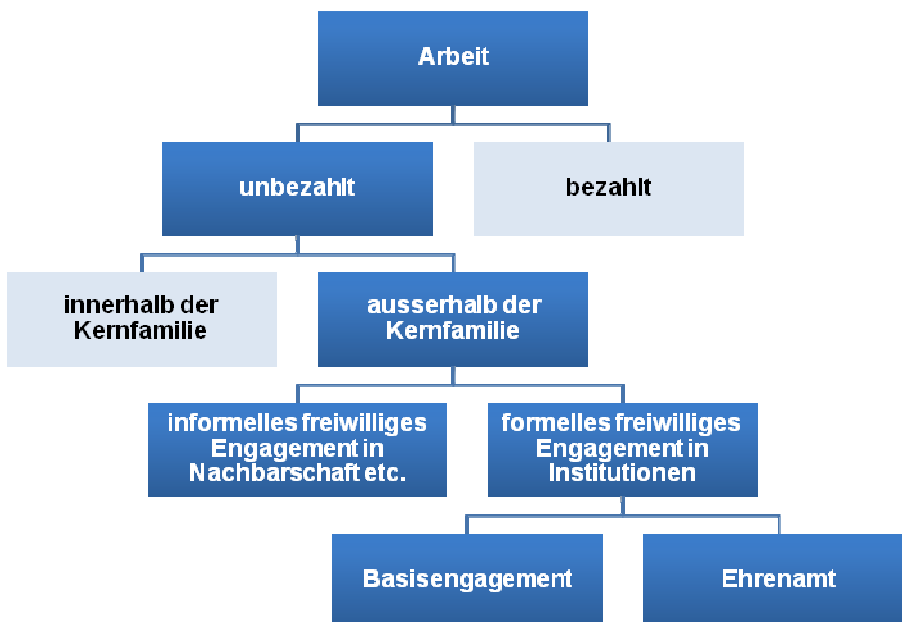 Arbeit
unbezahlt
bezahlt
innerhalb der
Kernfamilie
ausserhalb der
Kernfamilie
informelles freiwilliges
Engagement in
Nachbarschaft etc.
formelles freiwilliges
Engagement in
Institutionen
Basisengagement
Ehrenamt